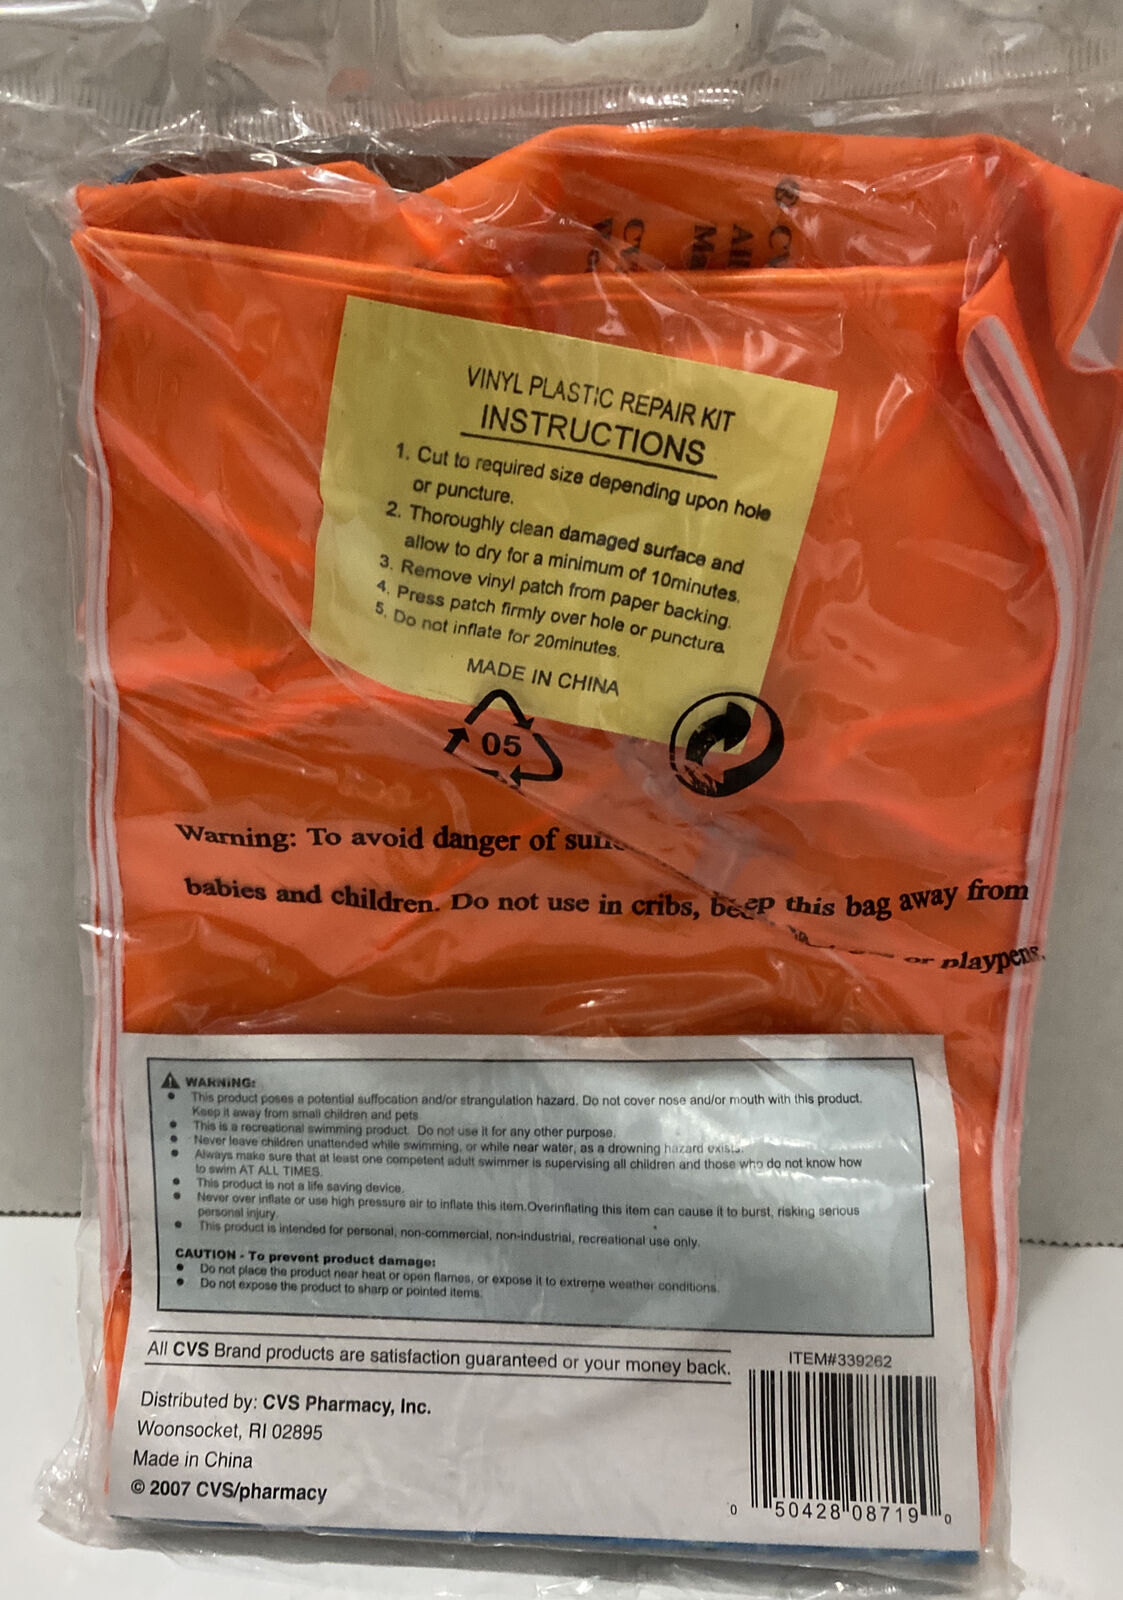 VINYL PLASTIC REPAIR KIT
INSTRUCTIONS
1. Cut to required size depending upon hole
or puncture.
2. Thoroughly clean damaged surface and
allow to dry for a minimum of 10minutes.
3. Remove vinyl patch from paper backing.
4. Press patch firmly over hole or puncture
5. Do not inflate for 20minutes.
MADE IN CHINA
05
Warning: To avoid danger of
babies and children. Do not use in cribs, this bag away from
or playpens.
WARNING:
• This product poses a potential suffocation and/or strangulation hazard. Do not cover nose and/or mouth with this product.
Keep it away from small children and pets
• This is a recreational swimming product. Do not use it for any other purpose.
• Never leave children unattended while swimming, or while near water, as a drowning hazard exists.
• Always make sure that at least one competent adult swimmer is supervising all children and those who do not know how
to swim AT ALL TIMES.
• This product is not a life saving device.
• Never over inflate or use high pressure air to inflate this item.Overinflating this item can cause it to burst, risking serious
personal injury.
• This product is intended for personal, non-commercial, non-industrial, recreational use only.
CAUTION - To prevent product damage:
• Do not place the product near heat or open flames, or expose it to extreme weather conditions.
• Do not expose the product to sharp or pointed items.
All CVS Brand products are satisfaction guaranteed or your money back.
Distributed by: CVS Pharmacy, Inc.
Woonsocket, RI 02895
Made in China
© 2007 CVS/pharmacy
ITEM#339262
0 50428 08719 0